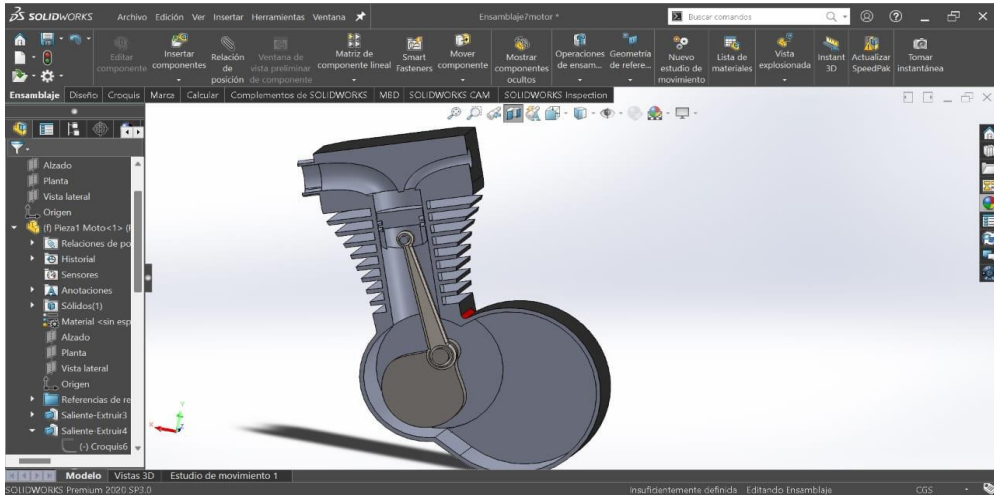 SOLIDWORKS Archivo Edición Ver Insertar Herramientas Ventana Ensamblaje7motor * Buscar comandos
Editar componente
Insertar componentes
Relación de posición
Ventana de vista preliminar de componente
Matriz de componente lineal
Smart Fasteners
Mover componente
Mostrar componentes ocultos
Operaciones de ensam...
Geometría de refere...
Nuevo estudio de movimiento
Lista de materiales
Vista explosionada
Instant 3D
Actualizar SpeedPak
Tomar instantánea
Ensamblaje Diseño Croquis Marca Calcular Complementos de SOLIDWORKS MBD SOLIDWORKS CAM SOLIDWORKS Inspection
Alzado
Planta
Vista lateral
Origen
(f) Pieza1 Moto<1> (
Relaciones de po
Historial
Sensores
Anotaciones
Sólidos(1)
Material <sin esp
Alzado
Planta
Vista lateral
Origen
Referencias de re
Saliente-Extruir3
Saliente-Extruir4
(-) Croquis6
Modelo Vistas 3D Estudio de movimiento 1
SOLIDWORKS Premium 2020 SP3.0 Insuficientemente definida Editando Ensamblaje CGS